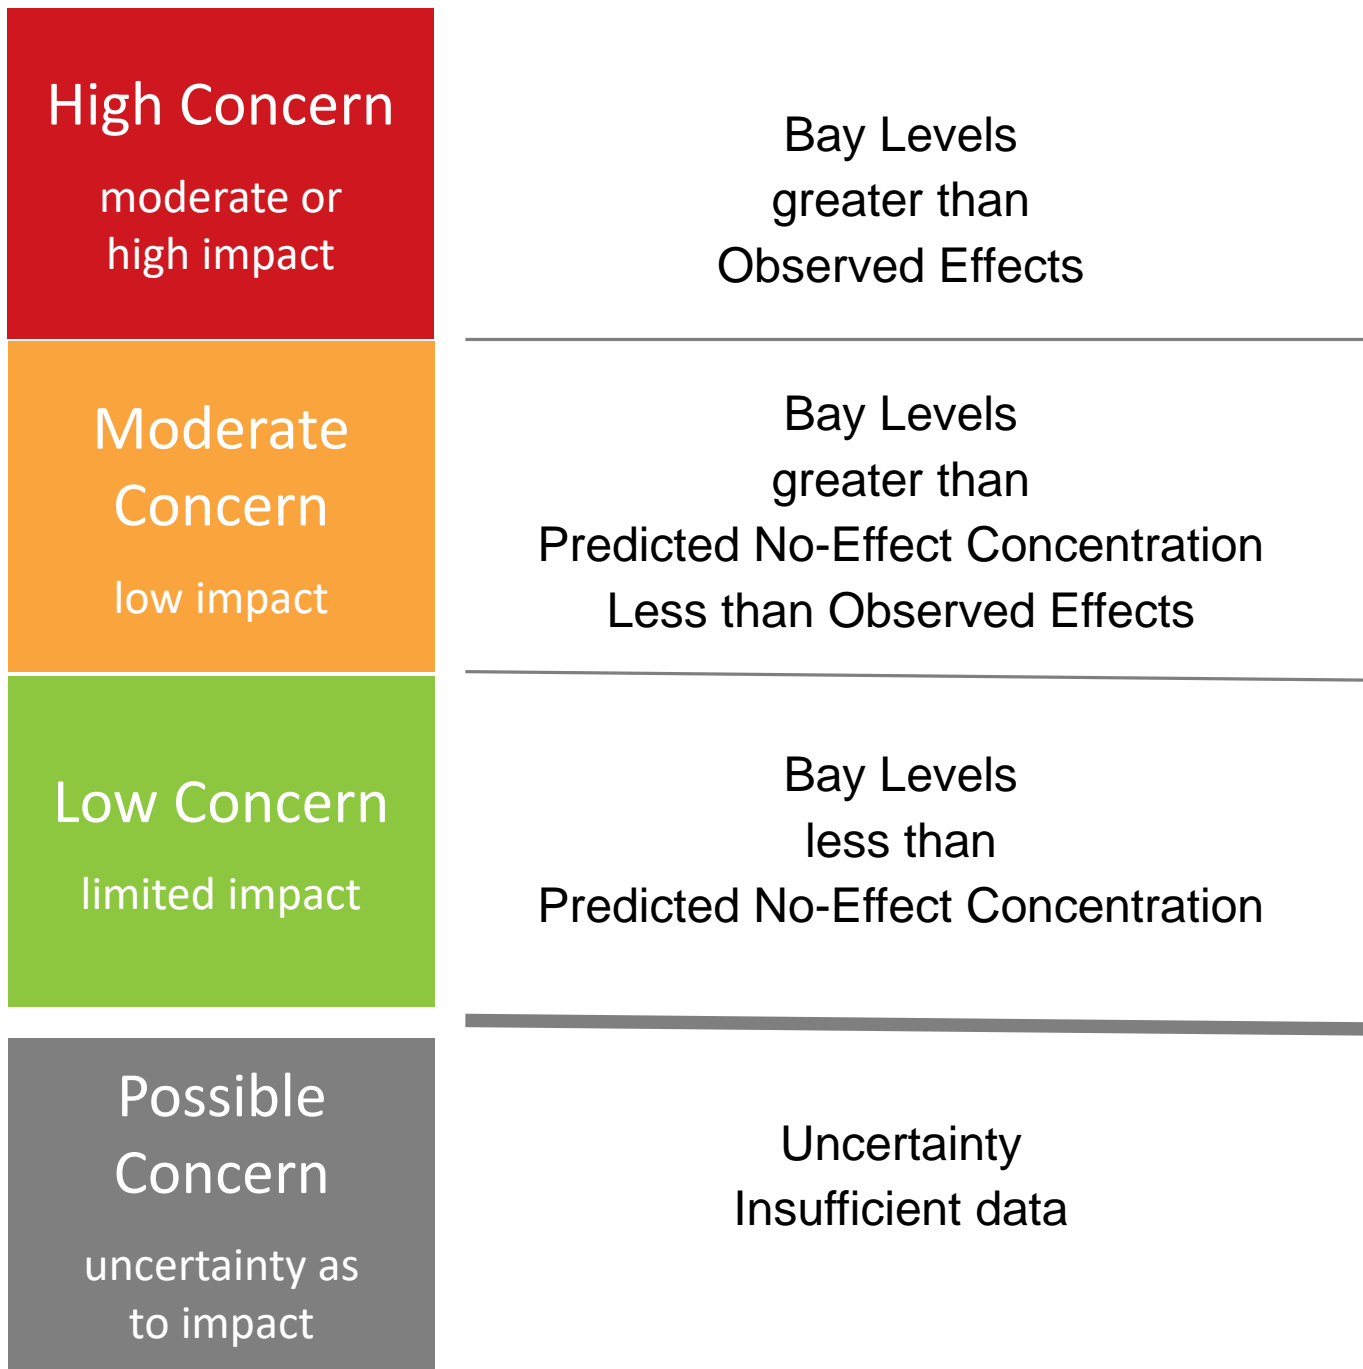 High Concern
moderate or
high impact
Bay Levels
greater than
Observed Effects
Moderate
Concern
low impact
Bay Levels
greater than
Predicted No-Effect Concentration
Less than Observed Effects
Low Concern
limited impact
Bay Levels
less than
Predicted No-Effect Concentration
Possible
Concern
uncertainty as
to impact
Uncertainty
Insufficient data